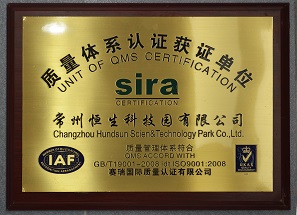 质量体系认证获证单位
UNIT OF QMS CERTIFICATION
sira
CERTIFICATION
常州恒生科技园有限公司
Changzhou Hundsun Scien&Technology Park Co.,Ltd.
质量管理体系符合
QMS ACCORD WITH
GB/T19001-2008 idt ISO9001:2008
赛瑞国际质量认证有限公司
IAF